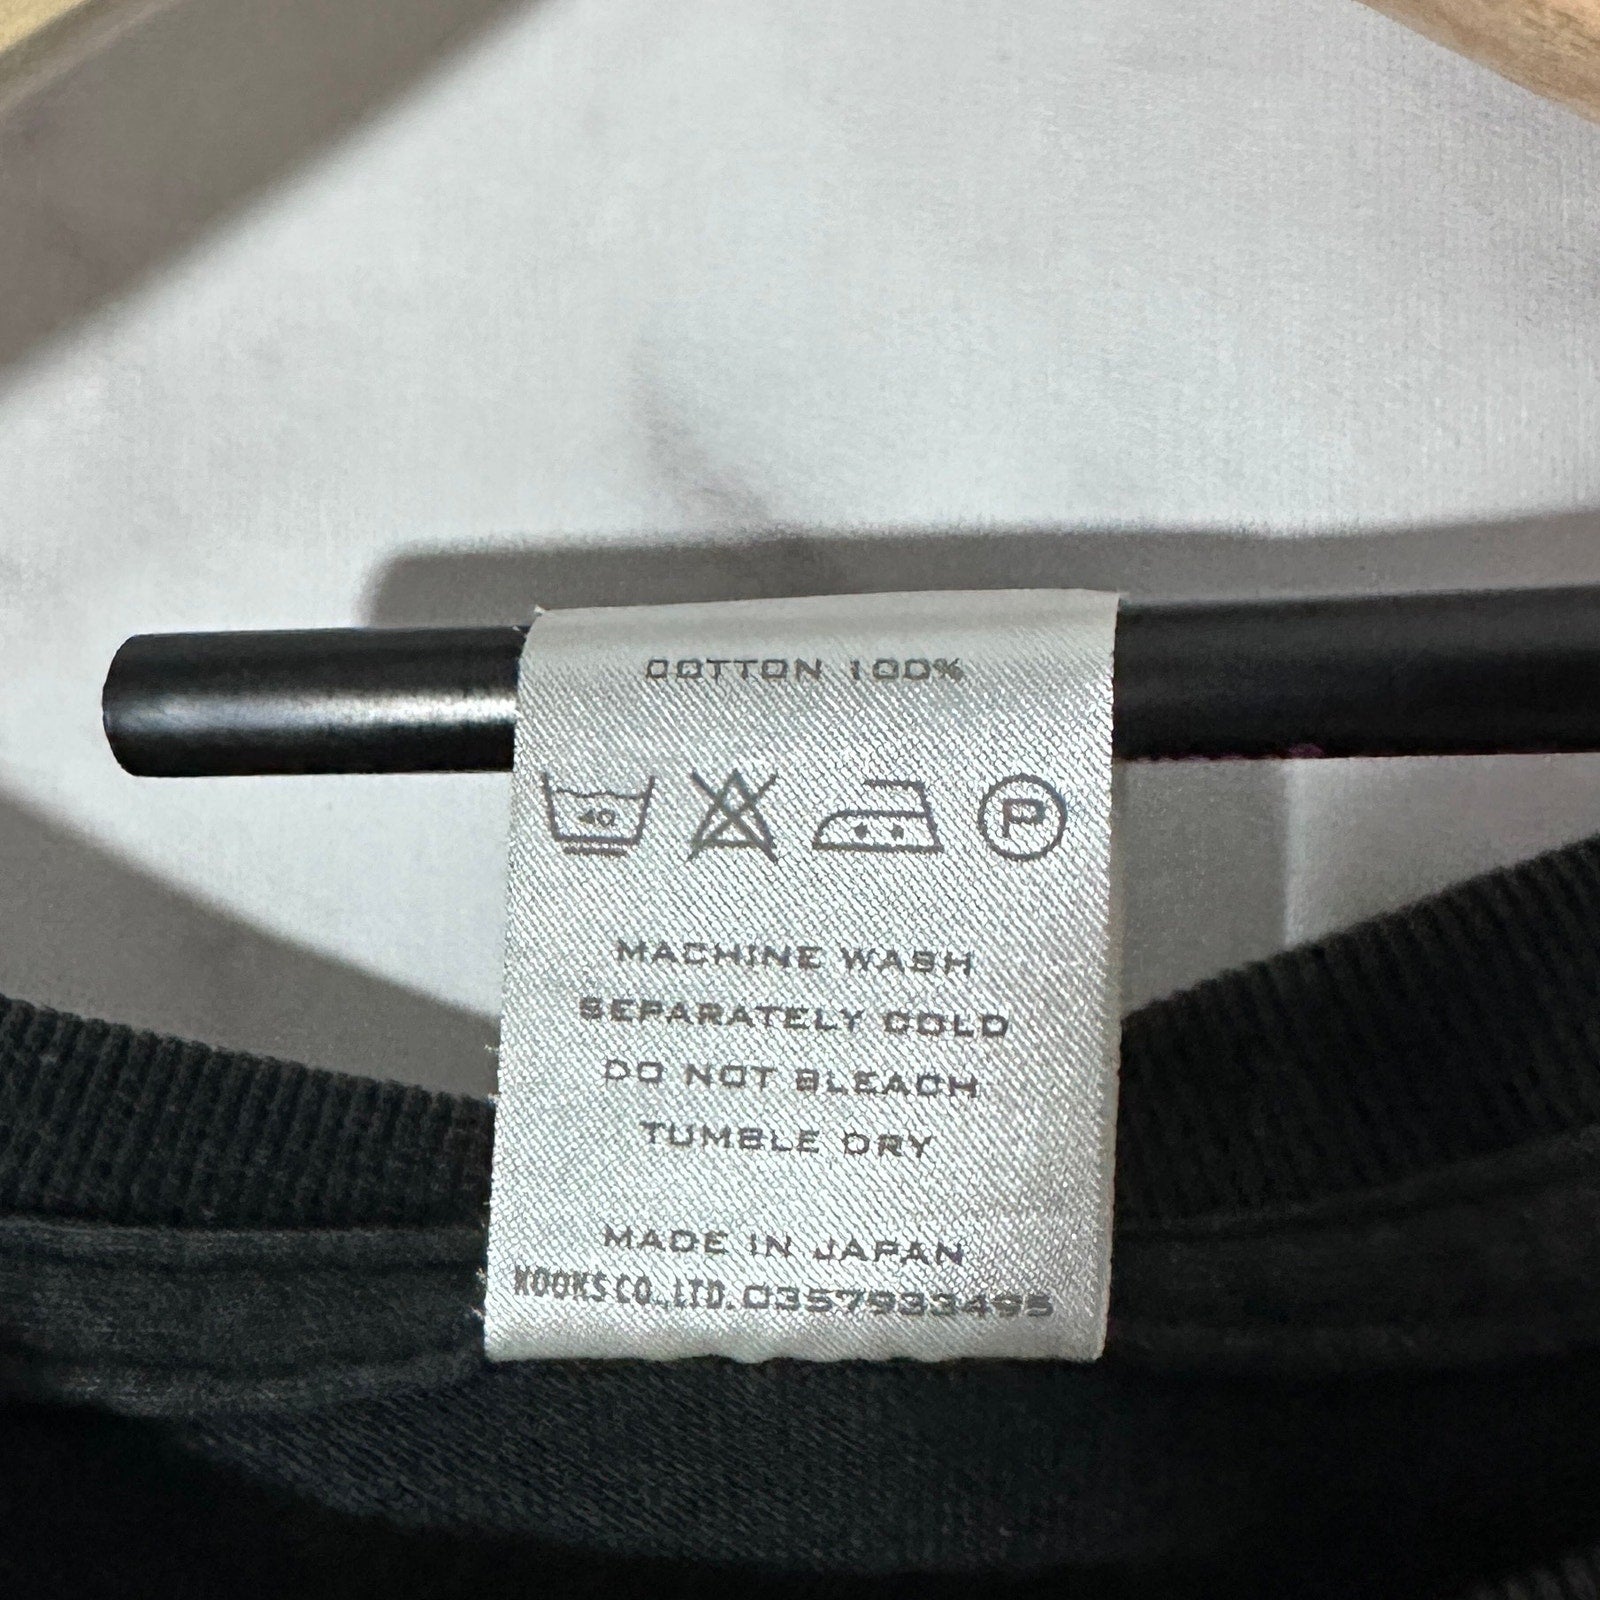 COTTON 100%
40 P
MACHINE WASH
SEPARATELY COLD
DO NOT BLEACH
TUMBLE DRY
MADE IN JAPAN
KOOKS CO.,LTD. 0357933495